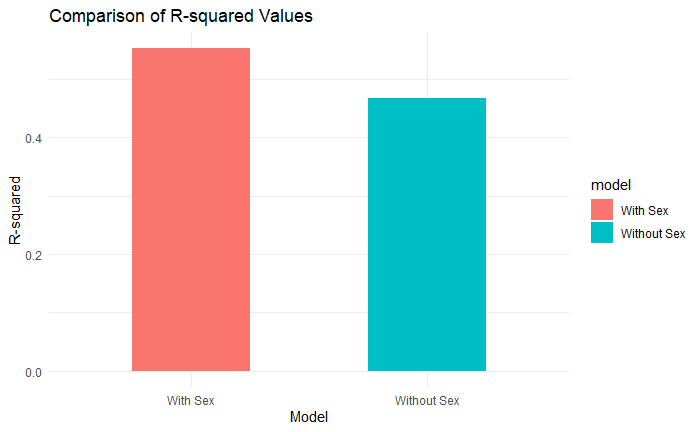 Comparison of R-squared Values
R-squared
0.4
0.2
0.0
With Sex
Without Sex
Model
model
With Sex
Without Sex